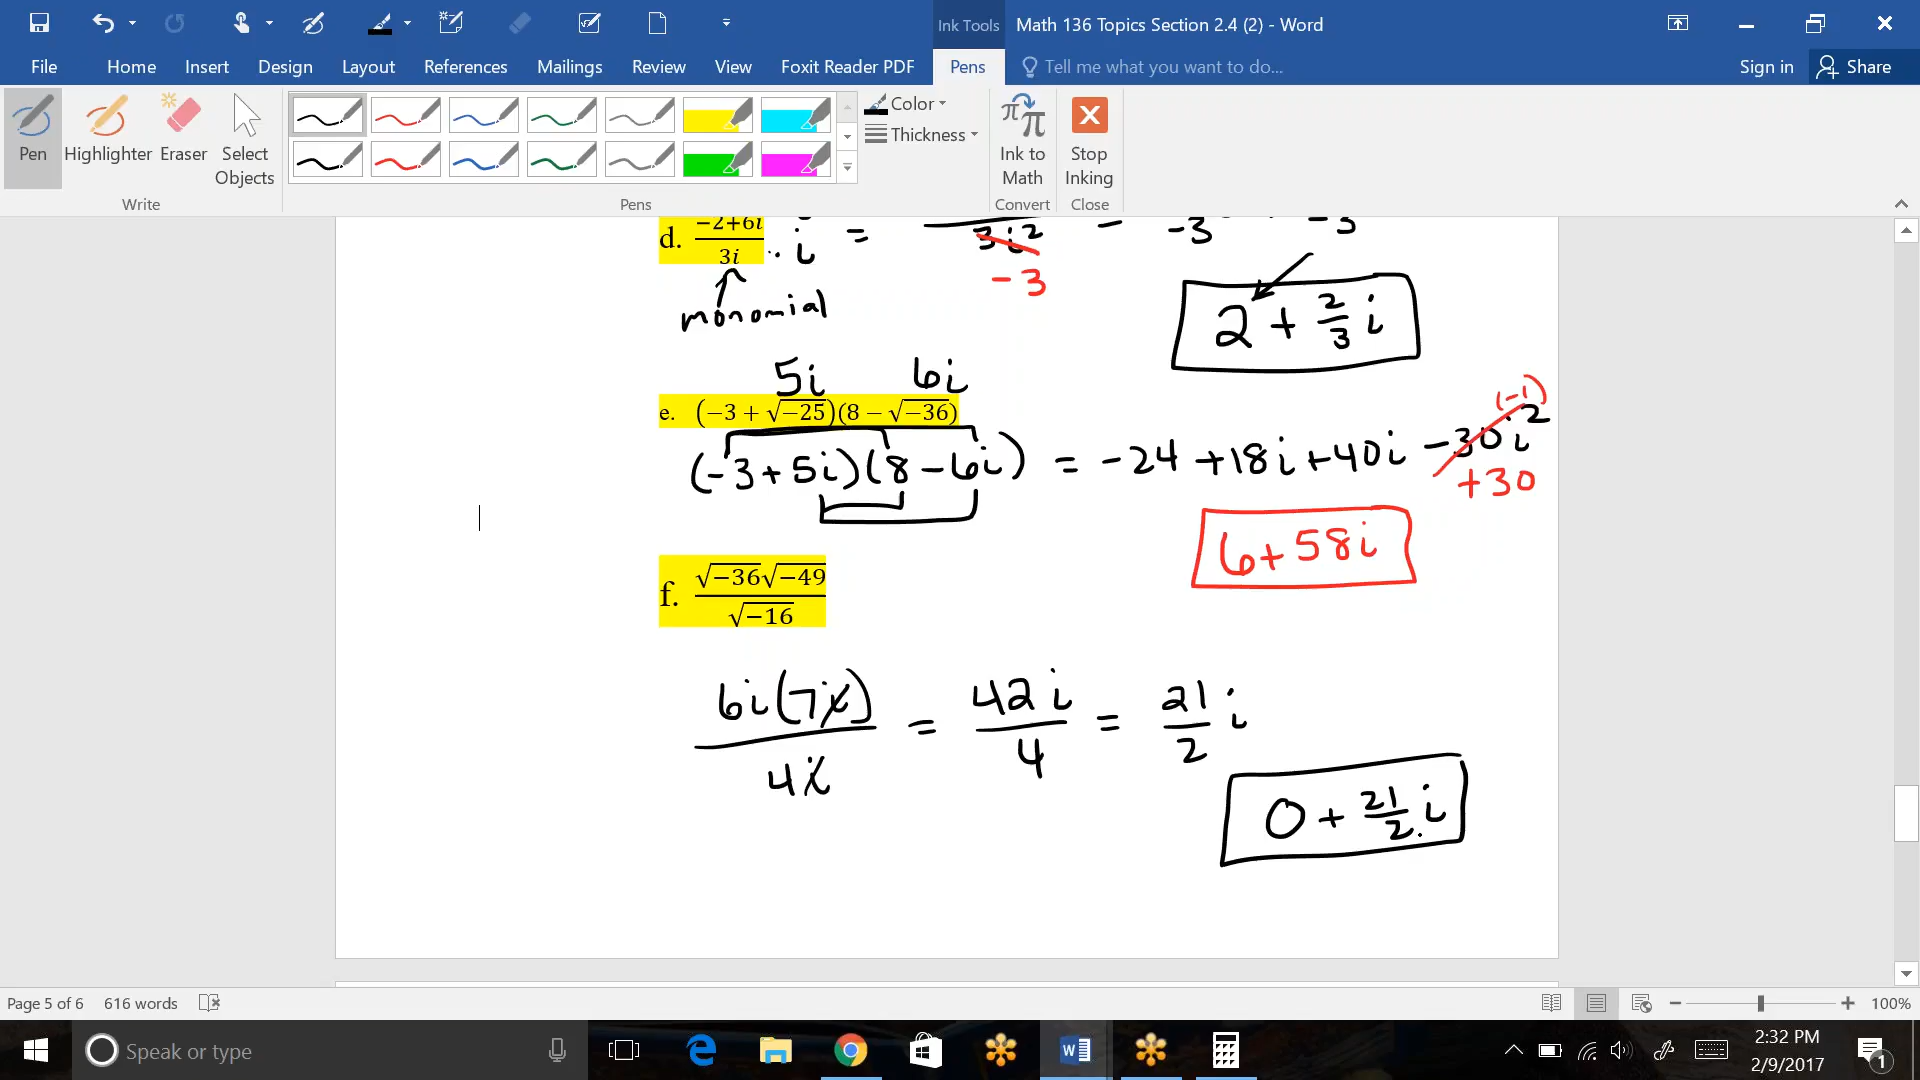 Ink Tools Math 136 Topics Section 2.4 (2) - Word
File Home Insert Design Layout References Mailings Review View Foxit Reader PDF Pens Tell me what you want to do... Sign in Share
Pen Highlighter Eraser Select Objects
Color
Thickness
Ink to Math
Stop Inking
Write Pens Convert Close
d. −2+6i / 3i · i = 3i² = -3 -3
-3
monomial
2 + 2/3 i
5i 6i
e. (−3 + √−25)(8 − √−36)
(-3+5i)(8-6i) = -24 +18i+40i -30i²
(-1)
+30
6+58i
f. √−36√−49 / √−16
6i(7i) / 4i = 42i / 4 = 21/2 i
0 + 21/2 i
Page 5 of 6 616 words 100%
Speak or type
2:32 PM
2/9/2017
1